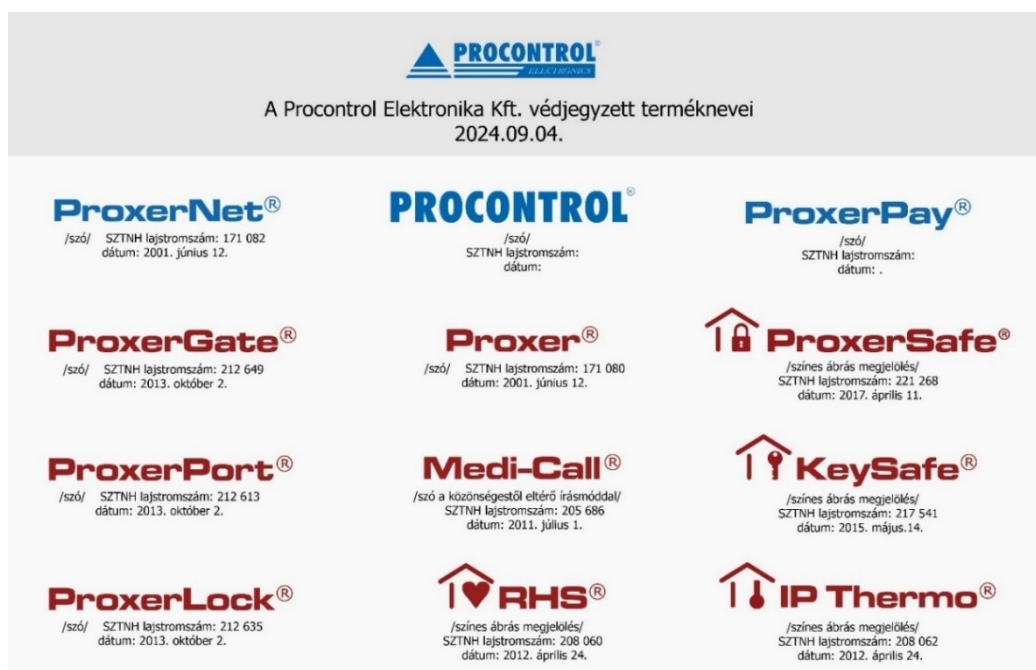 PROCONTROL®
ELECTRONICS
A Procontrol Elektronika Kft. védjegyzett terméknevei
2024.09.04.
ProxerNet®
/szó/ SZTNH lajstromszám: 171 082
dátum: 2001. június 12.
PROCONTROL®
/szó/
SZTNH lajstromszám:
dátum:
ProxerPay®
/szó/
SZTNH lajstromszám:
dátum: .
ProxerGate®
/szó/ SZTNH lajstromszám: 212 649
dátum: 2013. október 2.
Proxer®
/szó/ SZTNH lajstromszám: 171 080
dátum: 2001. június 12.
ProxerSafe®
/színes ábrás megjelölés/
SZTNH lajstromszám: 221 268
dátum: 2017. április 11.
ProxerPort®
/szó/ SZTNH lajstromszám: 212 613
dátum: 2013. október 2.
Medi-Call®
/szó a közönségestől eltérő írásmóddal/
SZTNH lajstromszám: 205 686
dátum: 2011. július 1.
KeySafe®
/színes ábrás megjelölés/
SZTNH lajstromszám: 217 541
dátum: 2015. május.14.
ProxerLock®
/szó/ SZTNH lajstromszám: 212 635
dátum: 2013. október 2.
RHS®
/színes ábrás megjelölés/
SZTNH lajstromszám: 208 060
dátum: 2012. április 24.
IP Thermo®
/színes ábrás megjelölés/
SZTNH lajstromszám: 208 062
dátum: 2012. április 24.